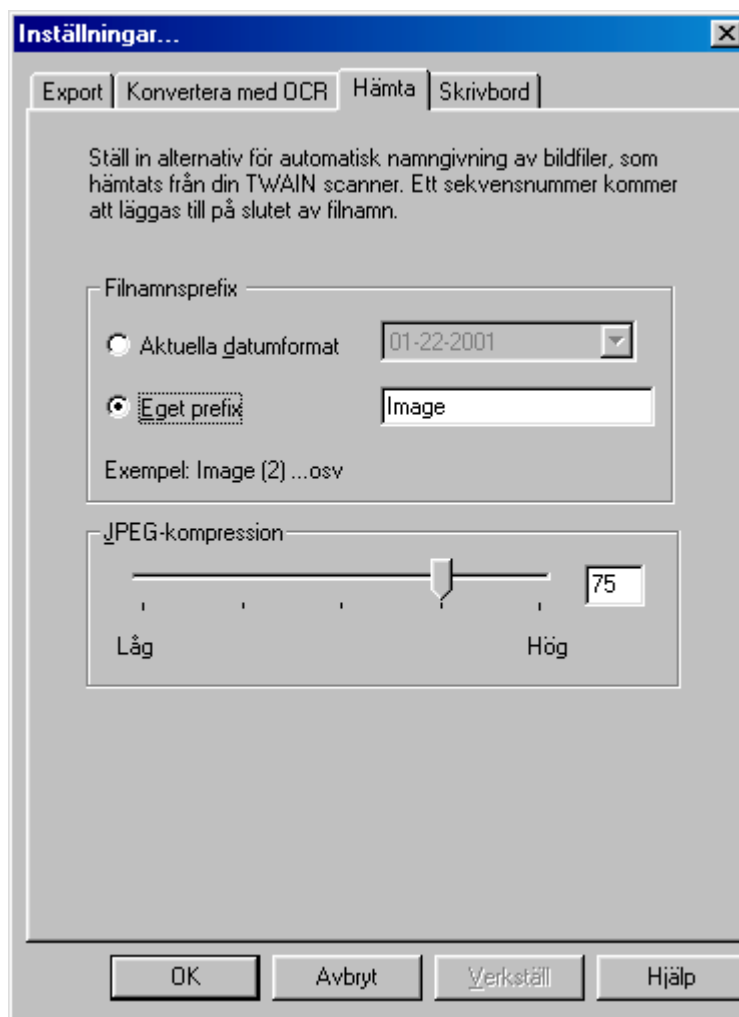 Inställningar...
Export Konvertera med OCR Hämta Skrivbord
Ställ in alternativ för automatisk namngivning av bildfiler, som
hämtats från din TWAIN scanner. Ett sekvensnummer kommer
att läggas till på slutet av filnamn.
Filnamnsprefix
Aktuella datumformat 01-22-2001
Eget prefix Image
Exempel: Image (2) ...osv
JPEG-kompression
75
Låg Hög
OK Avbryt Verkställ Hjälp